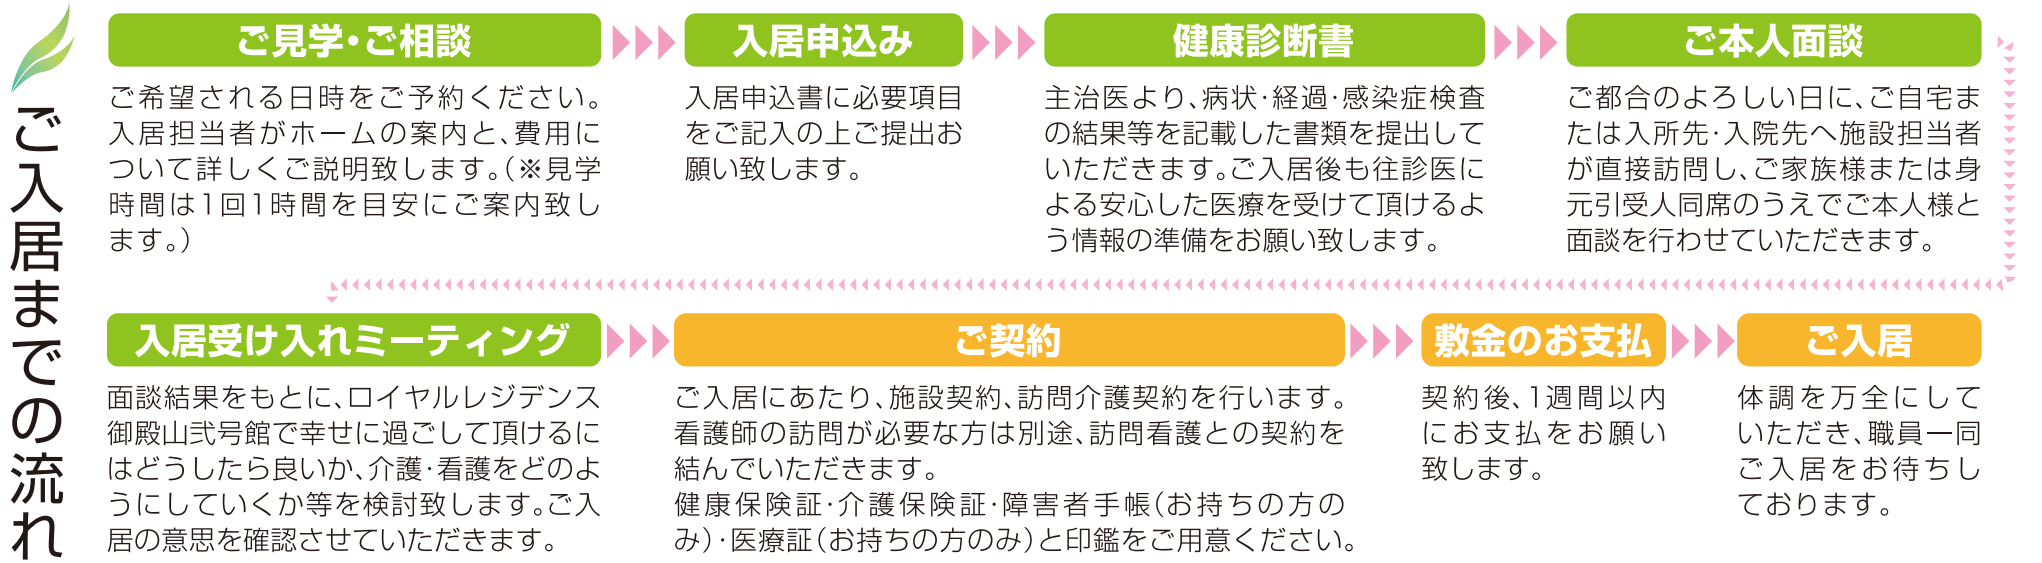 ご入居までの流れ
ご見学・ご相談
ご希望される日時をご予約ください。
入居担当者がホームの案内と、費用に
ついて詳しくご説明致します。(※見学
時間は1回1時間を目安にご案内致し
ます。)
入居申込み
入居申込書に必要項目
をご記入の上ご提出お
願い致します。
健康診断書
主治医より、病状・経過・感染症検査
の結果等を記載した書類を提出して
いただきます。ご入居後も往診医に
よる安心した医療を受けて頂けるよ
う情報の準備をお願い致します。
ご本人面談
ご都合のよろしい日に、ご自宅ま
たは入所先・入院先へ施設担当者
が直接訪問し、ご家族様または身
元引受人同席のうえでご本人様と
面談を行わせていただきます。
入居受け入れミーティング
面談結果をもとに、ロイヤルレジデンス
御殿山弐号館で幸せに過ごして頂けるに
はどうしたら良いか、介護・看護をどのよ
うにしていくか等を検討致します。ご入
居の意思を確認させていただきます。
ご契約
ご入居にあたり、施設契約、訪問介護契約を行います。
看護師の訪問が必要な方は別途、訪問看護との契約を
結んでいただきます。
健康保険証・介護保険証・障害者手帳(お持ちの方の
み)・医療証(お持ちの方のみ)と印鑑をご用意ください。
敷金のお支払
契約後、1週間以内
にお支払をお願い
致します。
ご入居
体調を万全にして
いただき、職員一同
ご入居をお待ちし
ております。